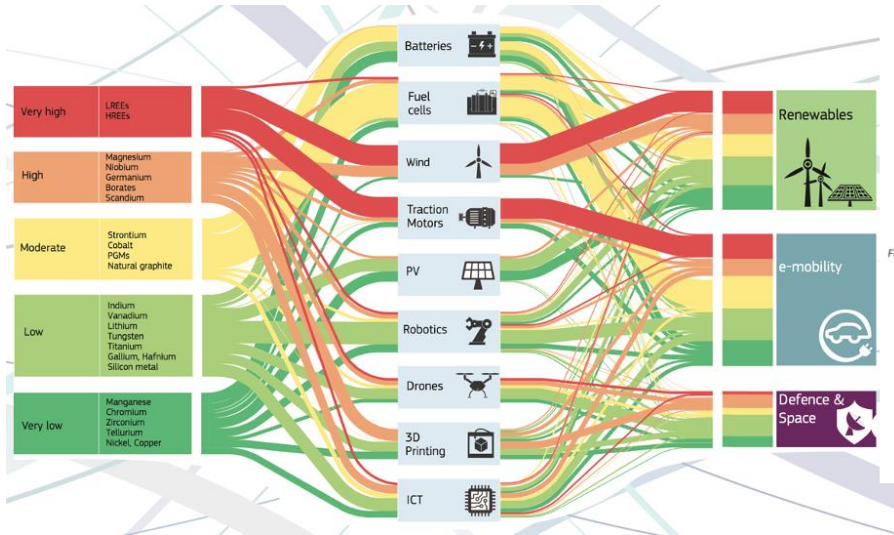 Very high
LREEs
HREEs
High
Magnesium
Niobium
Germanium
Borates
Scandium
Moderate
Strontium
Cobalt
PGMs
Natural graphite
Low
Indium
Vanadium
Lithium
Tungsten
Titanium
Gallium, Hafnium
Silicon metal
Very low
Manganese
Chromium
Zirconium
Tellurium
Nickel, Copper
Batteries
Fuel
cells
Wind
Traction
Motors
PV
Robotics
Drones
3D
Printing
ICT
Renewables
e-mobility
Defence &
Space